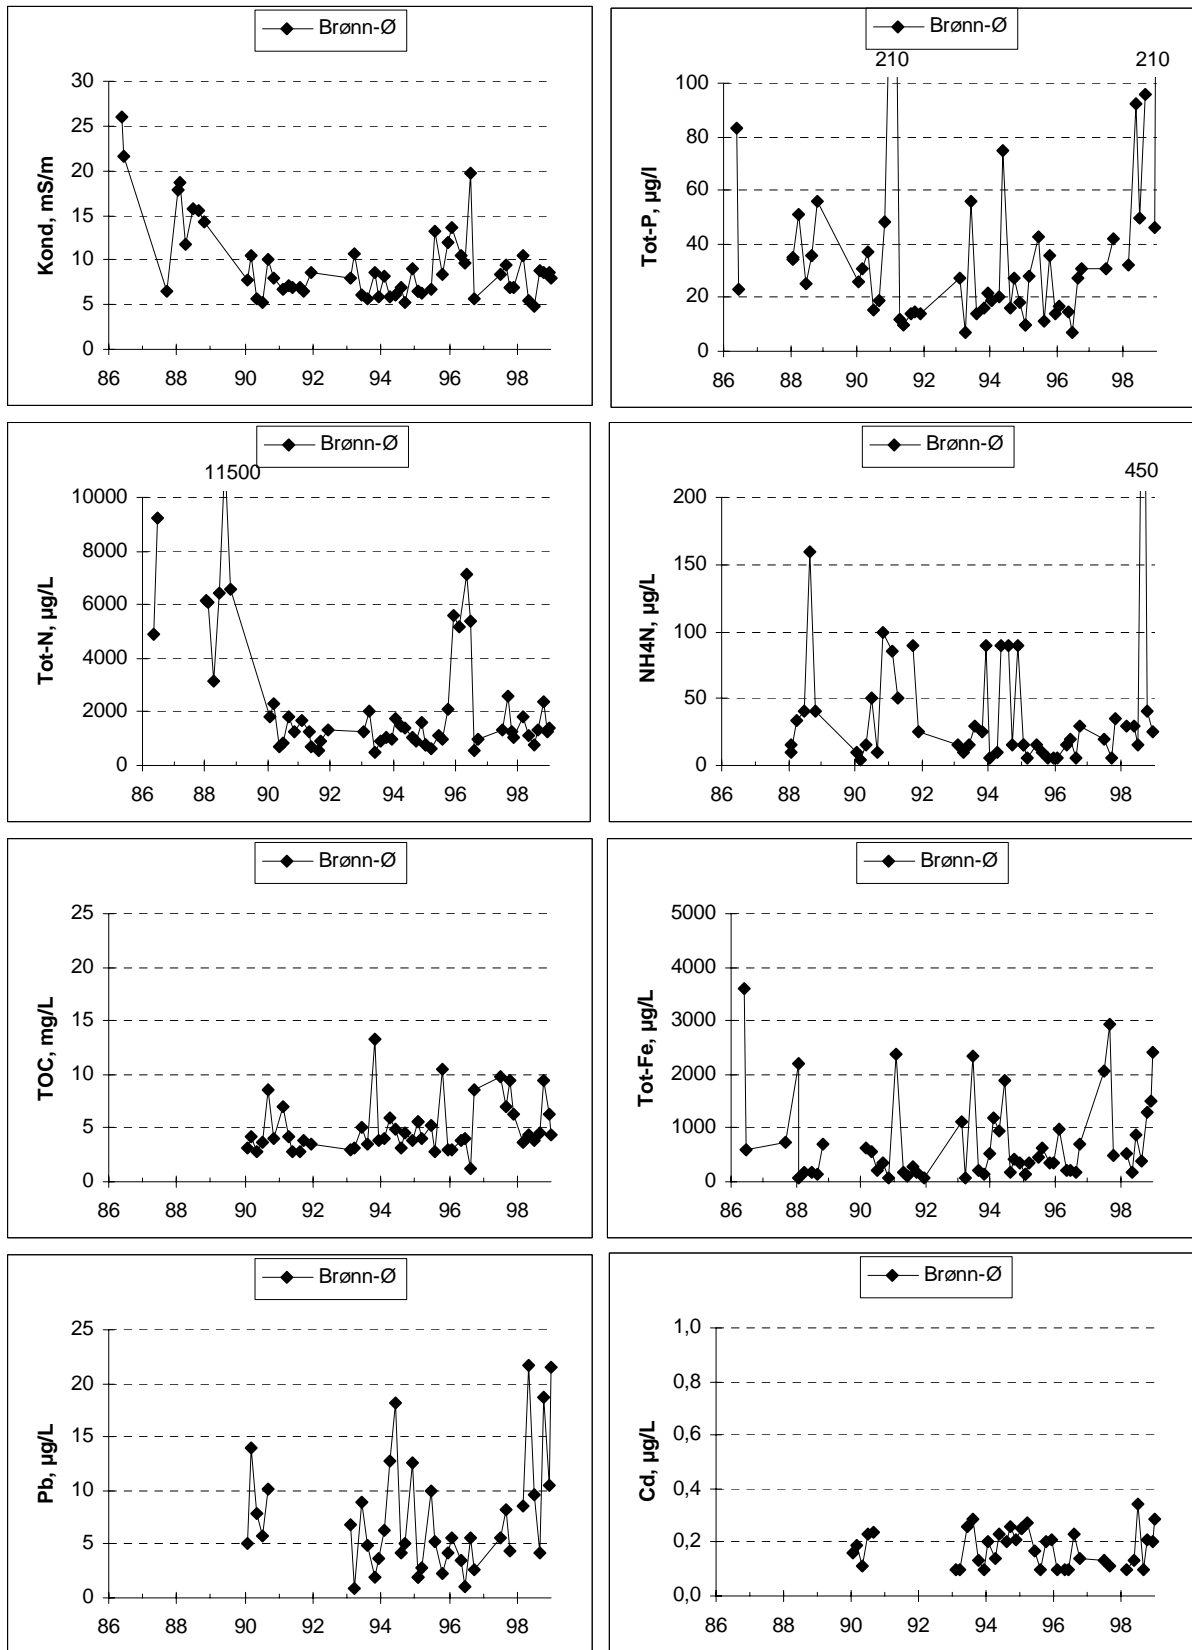 Brønn-Ø
30
25
20
15
10
5
0
Kond, mS/m
86 88 90 92 94 96 98
Brønn-Ø
210 210
100
80
60
40
20
0
Tot-P, µg/l
86 88 90 92 94 96 98
Brønn-Ø
11500
10000
8000
6000
4000
2000
0
Tot-N, µg/L
86 88 90 92 94 96 98
Brønn-Ø
450
200
150
100
50
0
NH4N, µg/L
86 88 90 92 94 96 98
Brønn-Ø
25
20
15
10
5
0
TOC, mg/L
86 88 90 92 94 96 98
Brønn-Ø
5000
4000
3000
2000
1000
0
Tot-Fe, µg/L
86 88 90 92 94 96 98
Brønn-Ø
25
20
15
10
5
0
Pb, µg/L
86 88 90 92 94 96 98
Brønn-Ø
1,0
0,8
0,6
0,4
0,2
0,0
Cd, µg/L
86 88 90 92 94 96 98